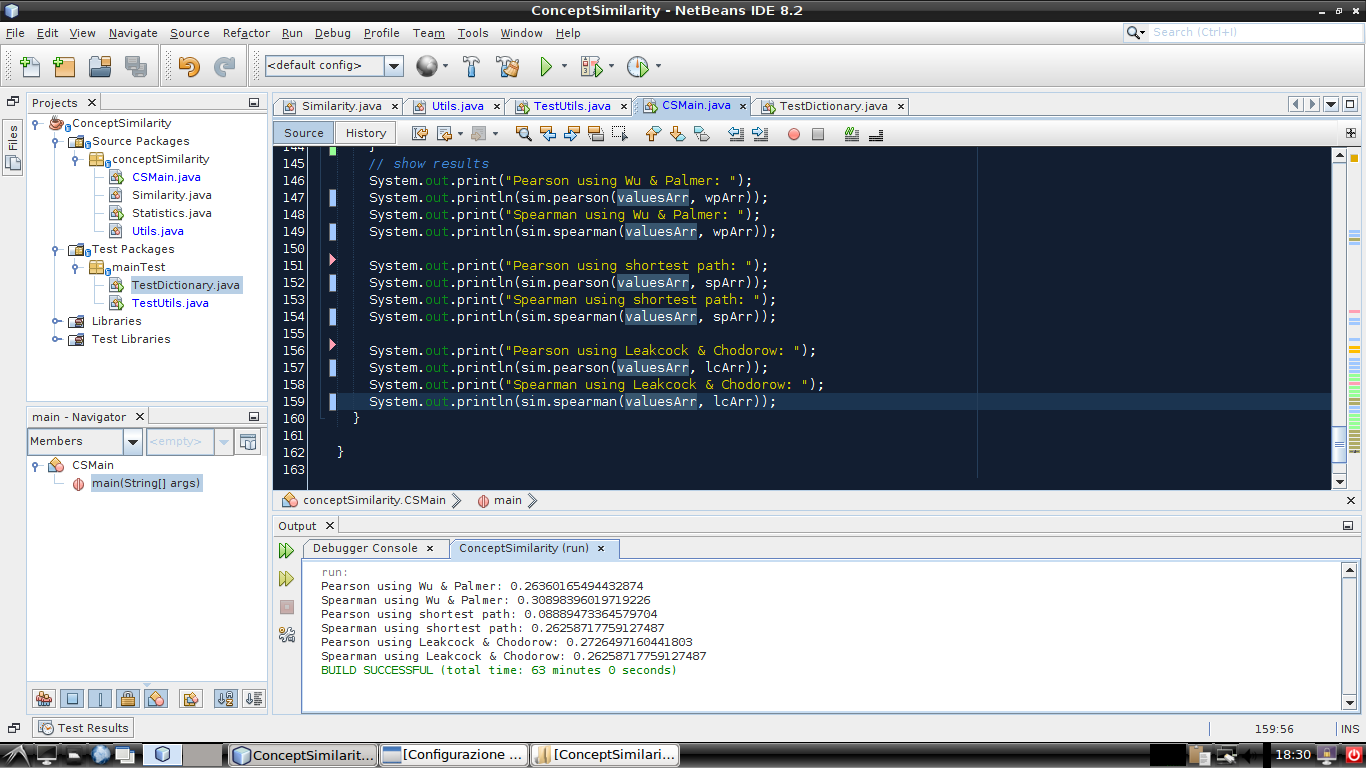 ConceptSimilarity - NetBeans IDE 8.2
File Edit View Navigate Source Refactor Run Debug Profile Team Tools Window Help
Search (Ctrl+I)
<default config>
Files
Projects
ConceptSimilarity
Source Packages
conceptSimilarity
CSMain.java
Similarity.java
Statistics.java
Utils.java
Test Packages
mainTest
TestDictionary.java
TestUtils.java
Libraries
Test Libraries
main - Navigator
Members
<empty>
CSMain
main(String[] args)
Similarity.java Utils.java TestUtils.java CSMain.java TestDictionary.java
Source History
144 }
145 // show results
146 System.out.print("Pearson using Wu & Palmer: ");
147 System.out.println(sim.pearson(valuesArr, wpArr));
148 System.out.print("Spearman using Wu & Palmer: ");
149 System.out.println(sim.spearman(valuesArr, wpArr));
150
151 System.out.print("Pearson using shortest path: ");
152 System.out.println(sim.pearson(valuesArr, spArr));
153 System.out.print("Spearman using shortest path: ");
154 System.out.println(sim.spearman(valuesArr, spArr));
155
156 System.out.print("Pearson using Leakcock & Chodorow: ");
157 System.out.println(sim.pearson(valuesArr, lcArr));
158 System.out.print("Spearman using Leakcock & Chodorow: ");
159 System.out.println(sim.spearman(valuesArr, lcArr));
160 }
161
162 }
163
conceptSimilarity.CSMain main
Output
Debugger Console ConceptSimilarity (run)
run:
Pearson using Wu & Palmer: 0.26360165494432874
Spearman using Wu & Palmer: 0.30898396019719226
Pearson using shortest path: 0.08889473364579704
Spearman using shortest path: 0.26258717759127487
Pearson using Leakcock & Chodorow: 0.2726497160441803
Spearman using Leakcock & Chodorow: 0.26258717759127487
BUILD SUCCESSFUL (total time: 63 minutes 0 seconds)
Test Results
159:56 INS
ConceptSimilarit... [Configurazione ... [ConceptSimilari... 18:30